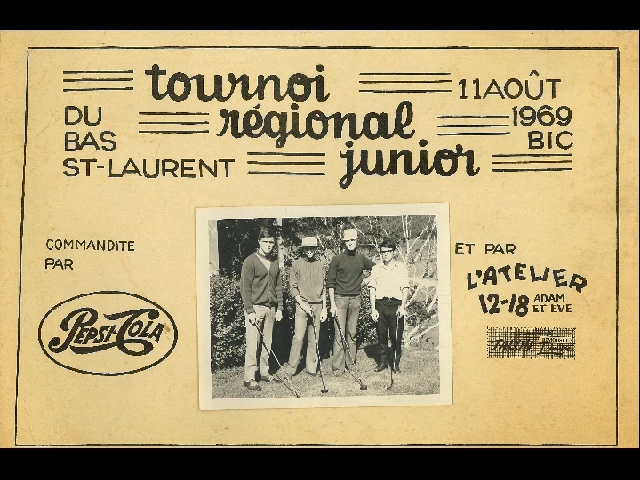 tournoi
régional
junior
DU
BAS
ST-LAURENT
11 AOÛT
1969
BIC
COMMANDITE
PAR
PEPSI-COLA
ET PAR
L'ATELIER
12-18 ADAM
ET EVE